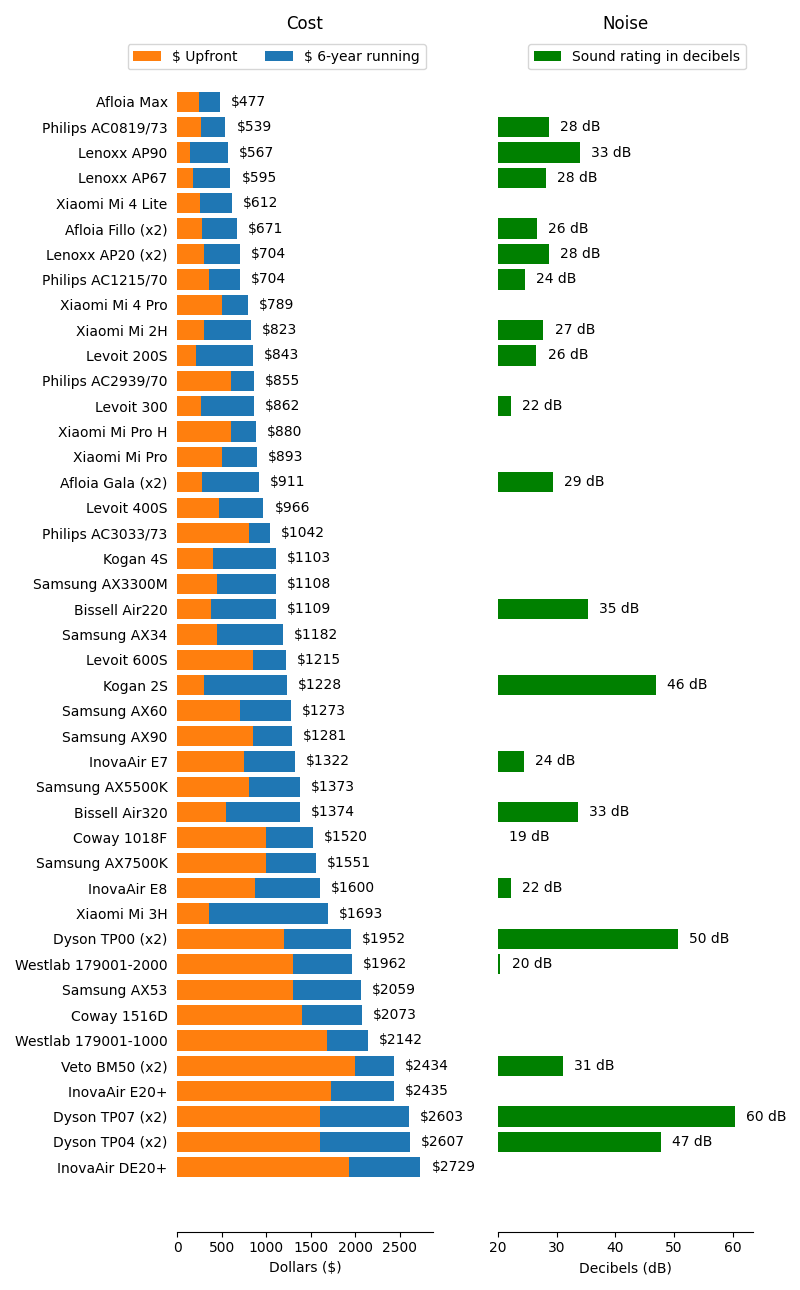 Cost Noise
$ Upfront $ 6-year running Sound rating in decibels
Afloia Max $477
Philips AC0819/73 $539 28 dB
Lenoxx AP90 $567 33 dB
Lenoxx AP67 $595 28 dB
Xiaomi Mi 4 Lite $612
Afloia Fillo (x2) $671 26 dB
Lenoxx AP20 (x2) $704 28 dB
Philips AC1215/70 $704 24 dB
Xiaomi Mi 4 Pro $789
Xiaomi Mi 2H $823 27 dB
Levoit 200S $843 26 dB
Philips AC2939/70 $855
Levoit 300 $862 22 dB
Xiaomi Mi Pro H $880
Xiaomi Mi Pro $893
Afloia Gala (x2) $911 29 dB
Levoit 400S $966
Philips AC3033/73 $1042
Kogan 4S $1103
Samsung AX3300M $1108
Bissell Air220 $1109 35 dB
Samsung AX34 $1182
Levoit 600S $1215
Kogan 2S $1228 46 dB
Samsung AX60 $1273
Samsung AX90 $1281
InovaAir E7 $1322 24 dB
Samsung AX5500K $1373
Bissell Air320 $1374 33 dB
Coway 1018F $1520 19 dB
Samsung AX7500K $1551
InovaAir E8 $1600 22 dB
Xiaomi Mi 3H $1693
Dyson TP00 (x2) $1952 50 dB
Westlab 179001-2000 $1962 20 dB
Samsung AX53 $2059
Coway 1516D $2073
Westlab 179001-1000 $2142
Veto BM50 (x2) $2434 31 dB
InovaAir E20+ $2435
Dyson TP07 (x2) $2603 60 dB
Dyson TP04 (x2) $2607 47 dB
InovaAir DE20+ $2729
0 500 1000 1500 2000 2500 20 30 40 50 60
Dollars ($) Decibels (dB)